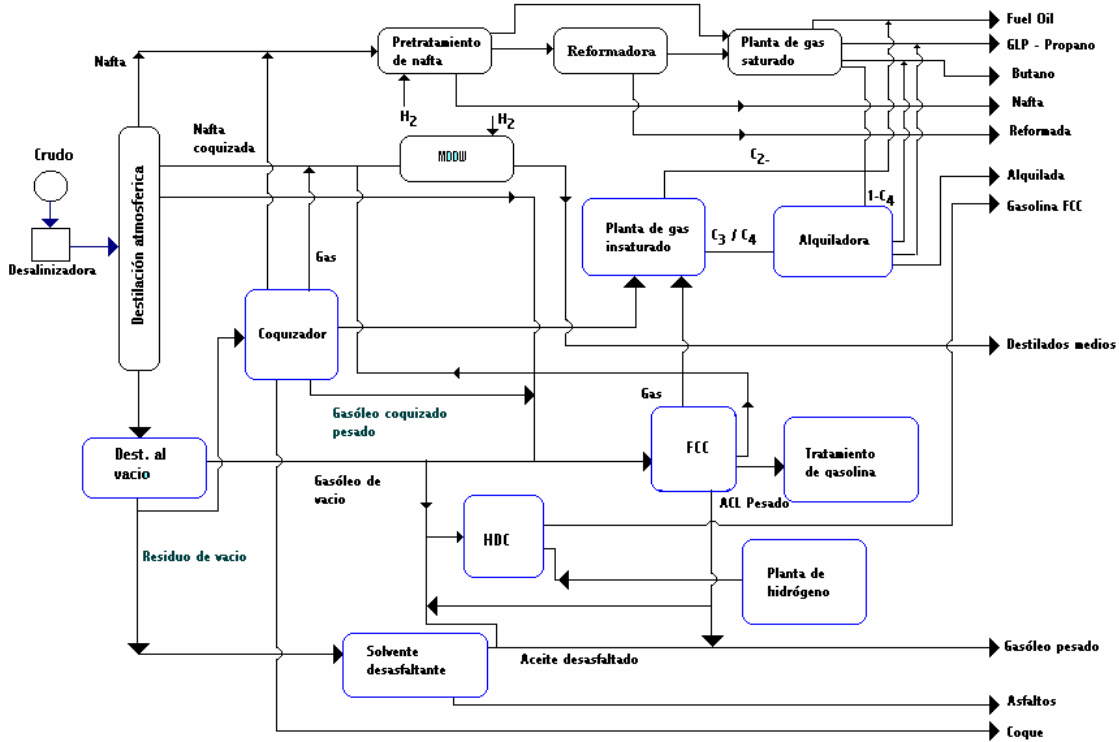 Fuel Oil
Pretratamiento
de nafta
Reformadora
Planta de gas
saturado
GLP - Propano
Nafta
Butano
Nafta
H2
H2
Reformada
Nafta
coquizada
MDDW
C2-
Crudo
Alquilada
1-C4
Gasolina FCC
Destilación atmosferica
Planta de gas
insaturado
C3 / C4
Alquiladora
Desalinizadora
Gas
Coquizador
Destilados medios
Gas
Gasóleo coquizado
pesado
Dest. al
vacio
FCC
Tratamiento
de gasolina
Gasóleo de
vacio
ACL Pesado
HDC
Residuo de vacio
Planta de
hidrógeno
Solvente
desasfaltante
Aceite desasfaltado
Gasóleo pesado
Asfaltos
Coque